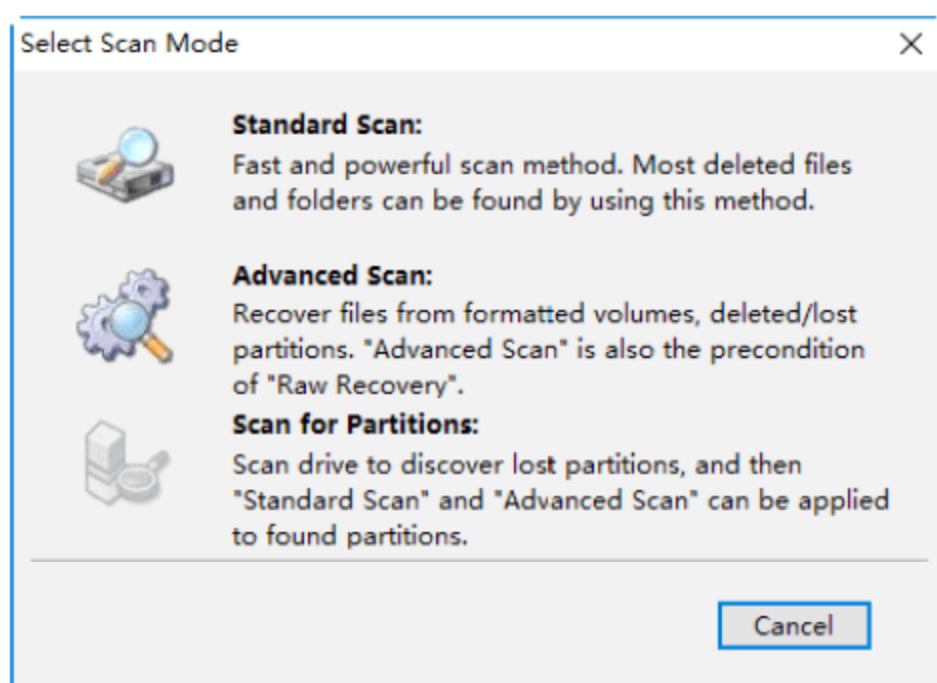 Select Scan Mode
Standard Scan:
Fast and powerful scan method. Most deleted files
and folders can be found by using this method.
Advanced Scan:
Recover files from formatted volumes, deleted/lost
partitions. "Advanced Scan" is also the precondition
of "Raw Recovery".
Scan for Partitions:
Scan drive to discover lost partitions, and then
"Standard Scan" and "Advanced Scan" can be applied
to found partitions.
Cancel